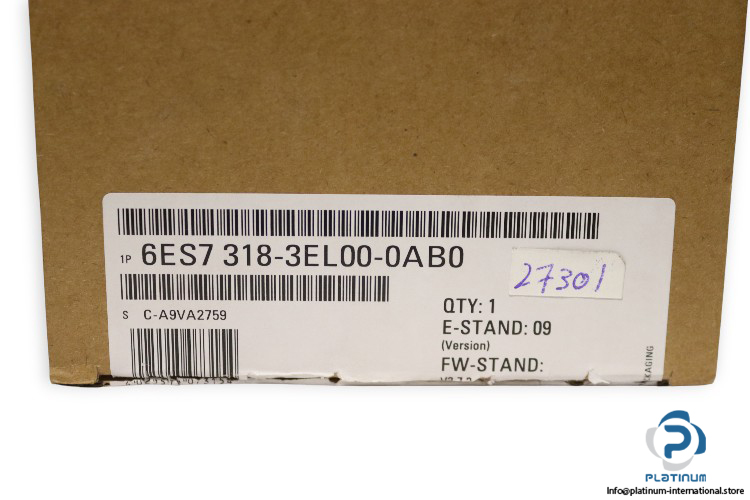 1P 6ES7 318-3EL00-0AB0
27301
S C-A9VA2759
QTY: 1
E-STAND: 09
(Version)
FW-STAND:
PLATINUM
Info@platinum-international.store